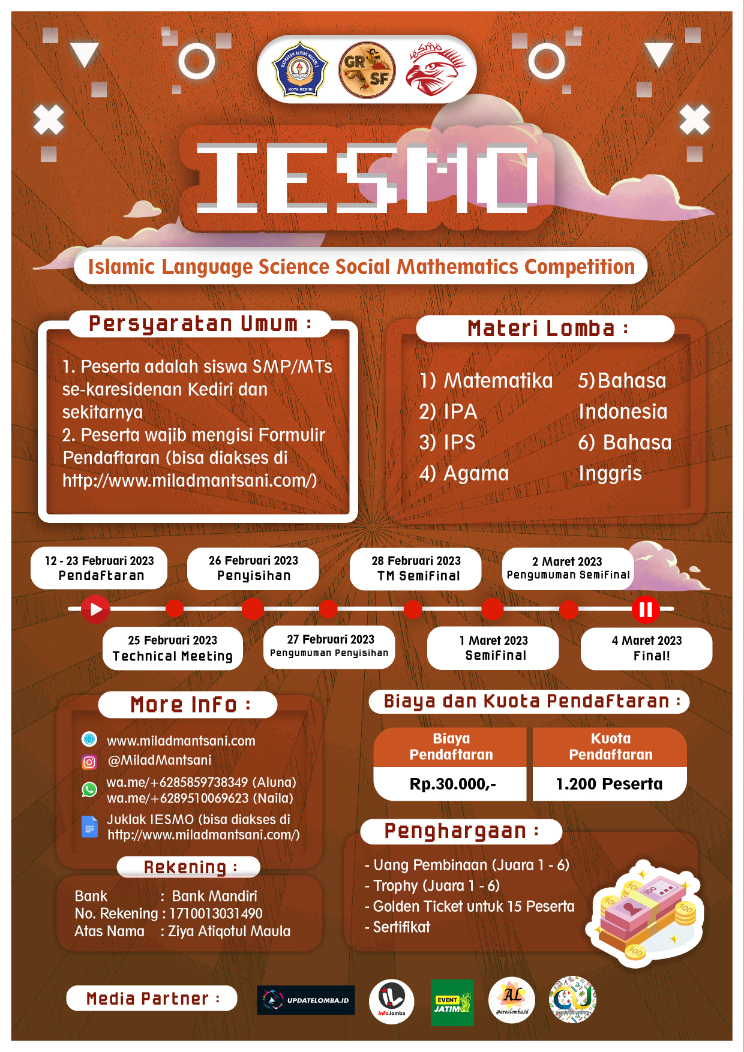 KOTA KEDIRI
GR
SF
iesmo
IESMO
Islamic Language Science Social Mathematics Competition
Persyaratan Umum :
1. Peserta adalah siswa SMP/MTs
se-karesidenan Kediri dan
sekitarnya
2. Peserta wajib mengisi Formulir
Pendaftaran (bisa diakses di
http://www.miladmantsani.com/)
Materi Lomba :
1) Matematika
2) IPA
3) IPS
4) Agama
5)Bahasa
Indonesia
6) Bahasa
Inggris
12 - 23 Februari 2023
Pendaftaran
26 Februari 2023
Penyisihan
28 Februari 2023
TM Semifinal
2 Maret 2023
Pengumuman Semifinal
25 Februari 2023
Technical Meeting
27 Februari 2023
Pengumuman Penyisihan
1 Maret 2023
Semifinal
4 Maret 2023
Final!
More Info :
www.miladmantsani.com
@MiladMantsani
wa.me/+6285859738349 (Aluna)
wa.me/+6289510069623 (Naila)
Juklak IESMO (bisa diakses di
http://www.miladmantsani.com/)
Rekening :
Bank : Bank Mandiri
No. Rekening : 1710013031490
Atas Nama : Ziya Atiqotul Maula
Biaya dan Kuota Pendaftaran :
Biaya
Pendaftaran
Rp.30.000,-
Kuota
Pendaftaran
1.200 Peserta
Penghargaan :
- Uang Pembinaan (Juara 1 - 6)
- Trophy (Juara 1 - 6)
- Golden Ticket untuk 15 Peserta
- Sertifikat
100
100
100
Media Partner :
UPDATELOMBA.ID
infolomba
EVENT
JATIM
AL
@arealomba.id